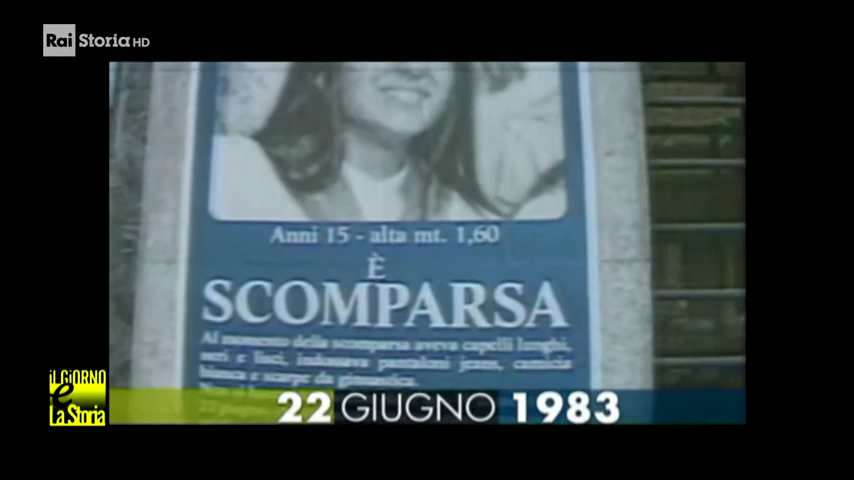 Rai Storia HD
Anni 15 - alta mt. 1,60
È
SCOMPARSA
Al momento della scomparsa aveva capelli lunghi,
neri e lisci, indossava pantaloni jeans, camicia
bianca e scarpe da ginnastica.
iL GiORNO
è
La Storia
22 GIUGNO 1983